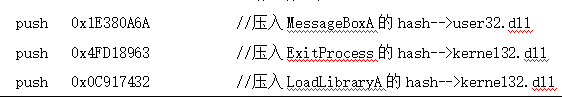 push 0x1E380A6A //压入 MessageBoxA 的 hash-->user32.dll
push 0x4FD18963 //压入 ExitProcess 的 hash-->kernel32.dll
push 0x0C917432 //压入 LoadLibraryA 的 hash-->kernel32.dll